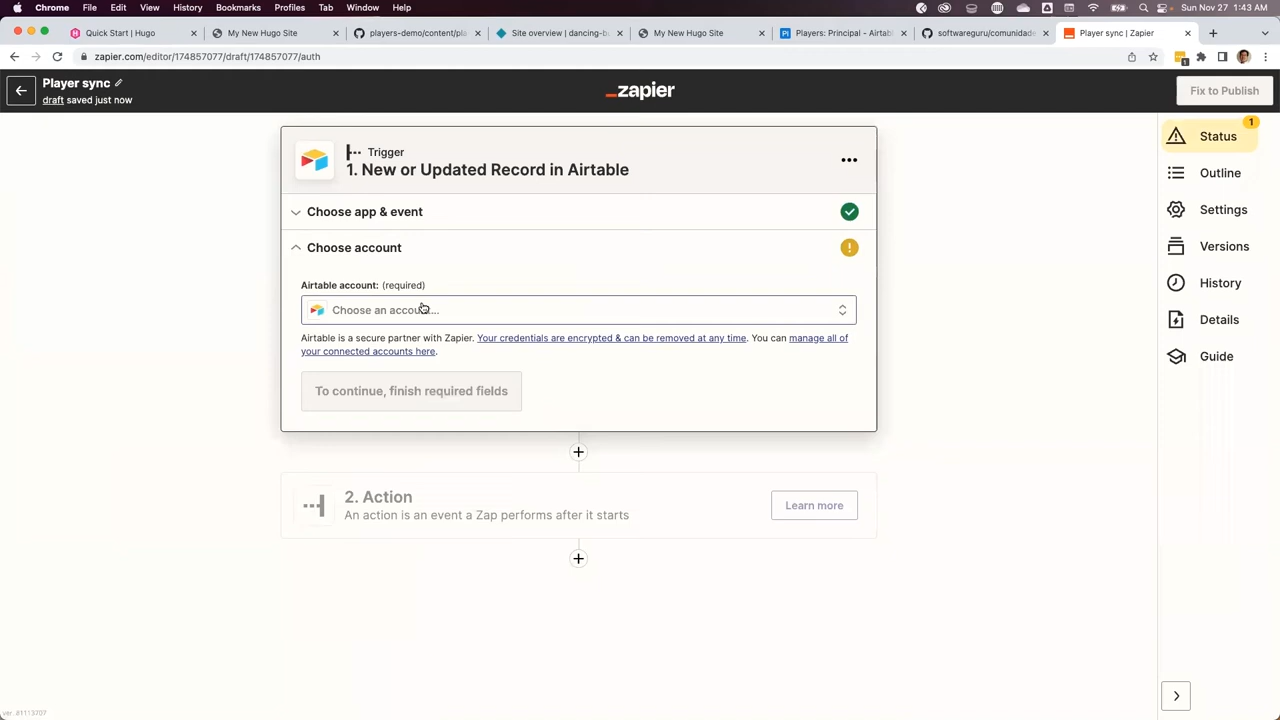 Chrome File Edit View History Bookmarks Profiles Tab Window Help
Sun Nov 27 1:43 AM
Quick Start | Hugo
My New Hugo Site
players-demo/content/pla
Site overview | dancing-b
My New Hugo Site
Players: Principal - Airtab
softwareguru/comunidade
Player sync | Zapier
zapier.com/editor/174857077/draft/174857077/auth
1
Player sync
draft saved just now
_zapier
Fix to Publish
Trigger
1. New or Updated Record in Airtable
Choose app & event
Choose account
Airtable account: (required)
Choose an account...
Airtable is a secure partner with Zapier. Your credentials are encrypted & can be removed at any time. You can manage all of
your connected accounts here.
To continue, finish required fields
2. Action
An action is an event a Zap performs after it starts
Learn more
1
Status
Outline
Settings
Versions
History
Details
Guide